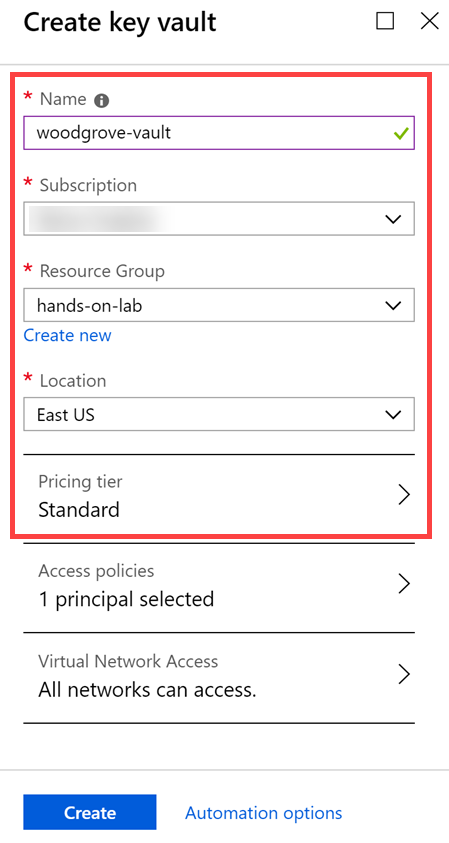 Create key vault
* Name
woodgrove-vault
* Subscription
* Resource Group
hands-on-lab
Create new
* Location
East US
Pricing tier
Standard
Access policies
1 principal selected
Virtual Network Access
All networks can access.
Create
Automation options